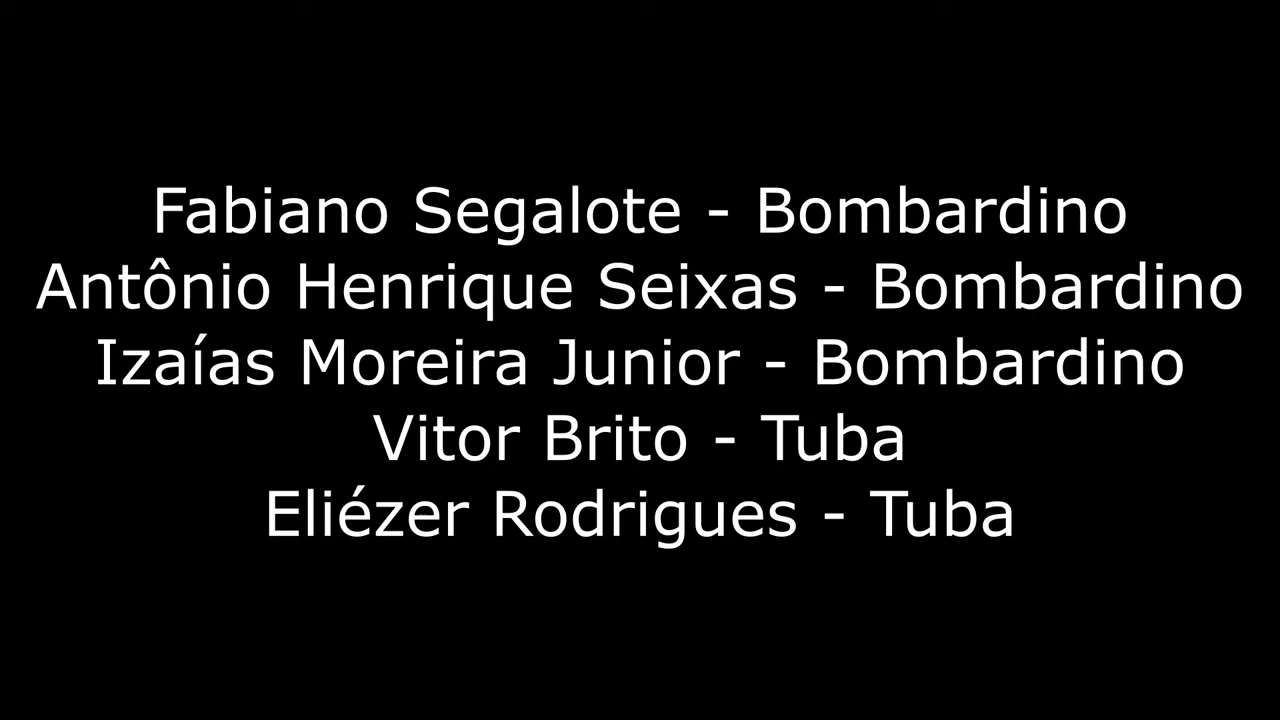 Fabiano Segalote - Bombardino
Antônio Henrique Seixas - Bombardino
Izaías Moreira Junior - Bombardino
Vitor Brito - Tuba
Eliézer Rodrigues - Tuba